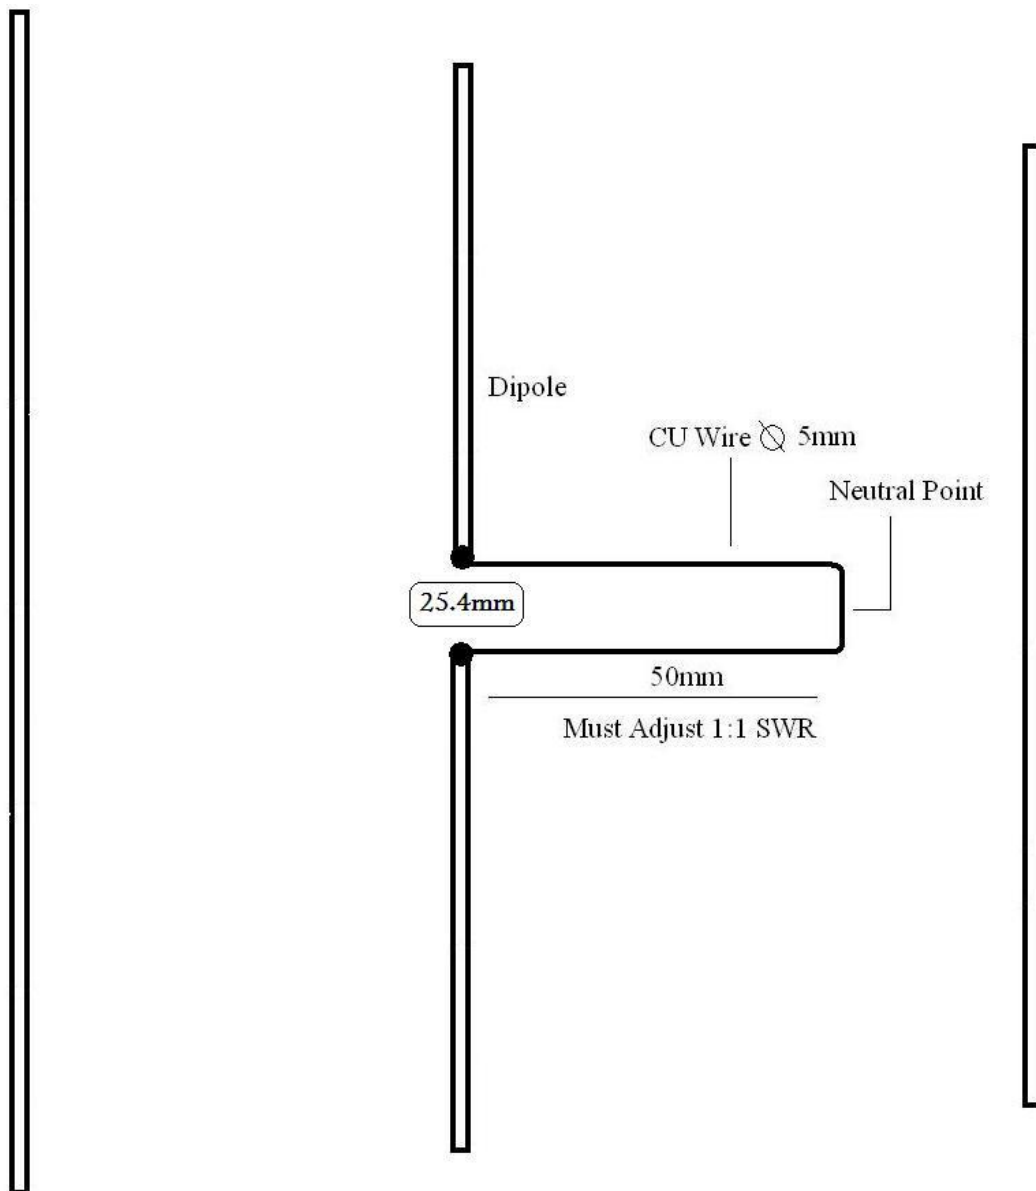 Dipole
CU Wire ⦰ 5mm
Neutral Point
25.4mm
50mm
Must Adjust 1:1 SWR